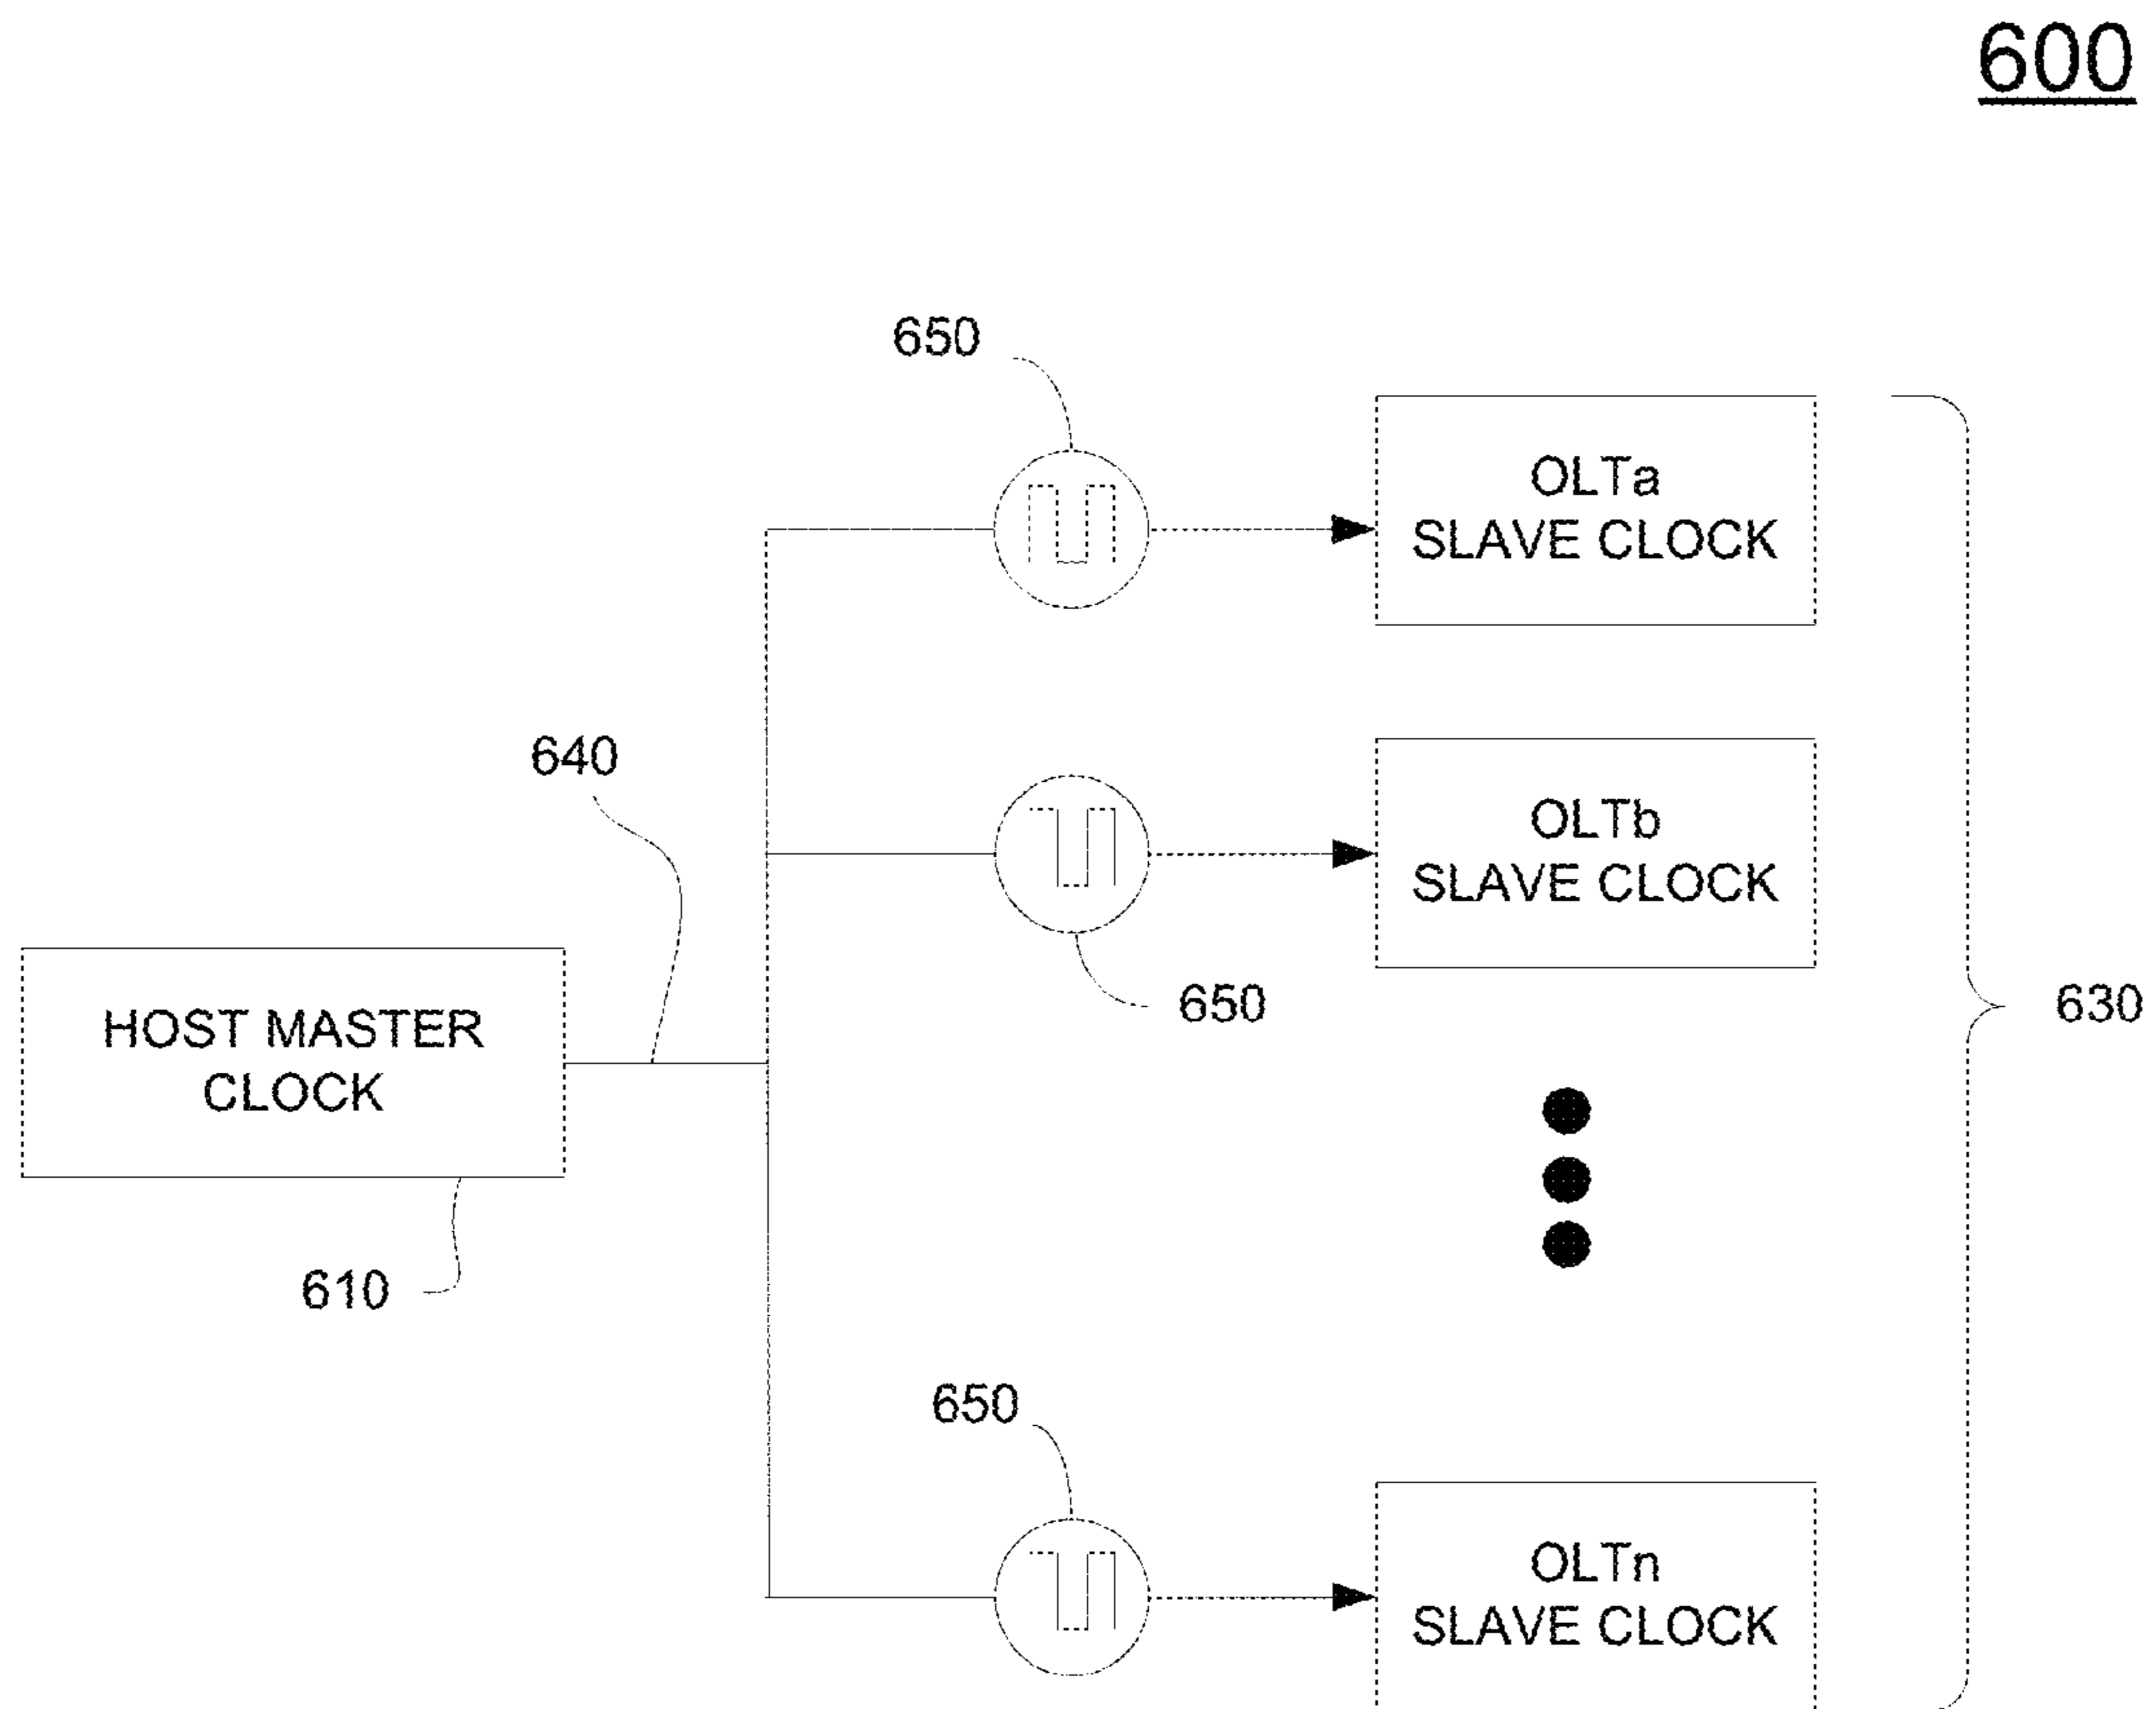 600
650
OLTa
SLAVE CLOCK
640
OLTb
SLAVE CLOCK
650
630
HOST MASTER
CLOCK
610
650
OLTn
SLAVE CLOCK